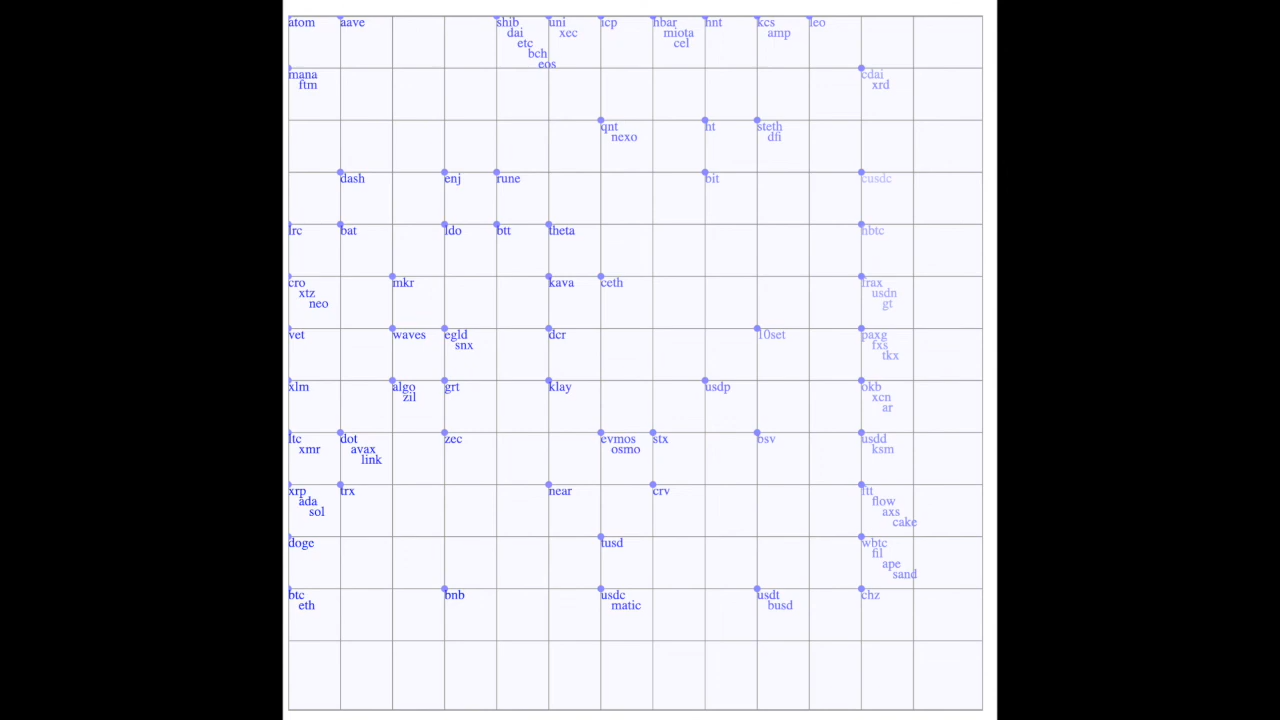 atom
aave
shib
dai
etc
bch
eos
uni
xec
icp
hbar
miota
cel
hnt
kcs
amp
leo
mana
ftm
cdai
xrd
qnt
nexo
ht
steth
dfi
dash
enj
rune
bit
cusdc
lrc
bat
ldo
btt
theta
hbtc
cro
xtz
neo
mkr
kava
ceth
frax
usdn
gt
vet
waves
egld
snx
dcr
10set
paxg
fxs
tkx
xlm
algo
zil
grt
klay
usdp
okb
xcn
ar
ltc
xmr
dot
avax
link
zec
evmos
osmo
stx
bsv
usdd
ksm
xrp
ada
sol
trx
near
crv
ftt
flow
axs
cake
doge
tusd
wbtc
fil
ape
sand
btc
eth
bnb
usdc
matic
usdt
busd
chz